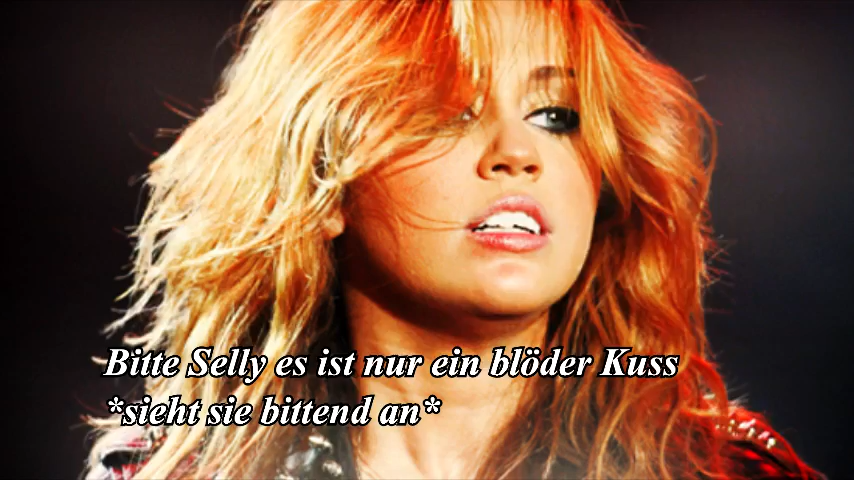 Bitte Selly es ist nur ein blöder Kuss
*sieht sie bittend an*